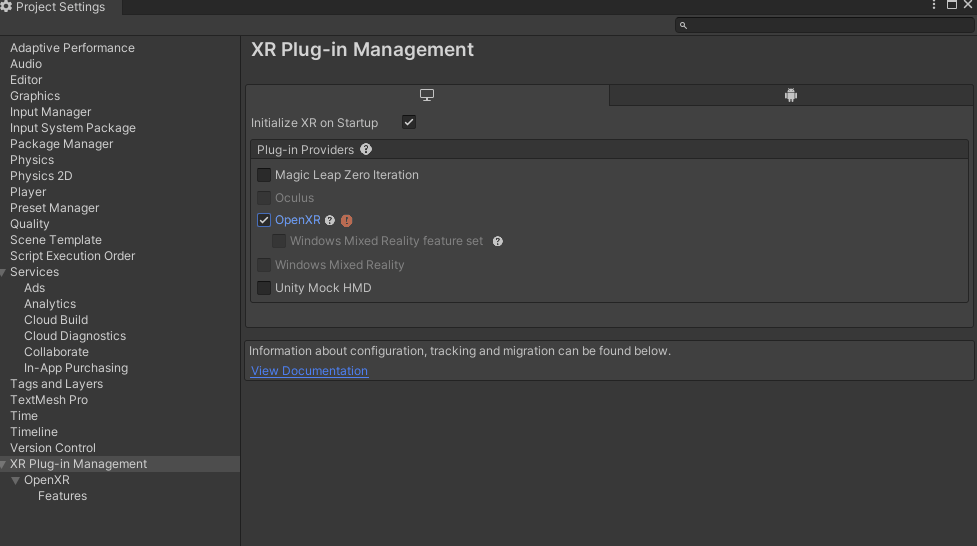 Project Settings
Adaptive Performance
Audio
Editor
Graphics
Input Manager
Input System Package
Package Manager
Physics
Physics 2D
Player
Preset Manager
Quality
Scene Template
Script Execution Order
Services
Ads
Analytics
Cloud Build
Cloud Diagnostics
Collaborate
In-App Purchasing
Tags and Layers
TextMesh Pro
Time
Timeline
Version Control
XR Plug-in Management
OpenXR
Features
XR Plug-in Management
Initialize XR on Startup
Plug-in Providers ?
Magic Leap Zero Iteration
Oculus
OpenXR ? !
Windows Mixed Reality feature set ?
Windows Mixed Reality
Unity Mock HMD
Information about configuration, tracking and migration can be found below.
View Documentation